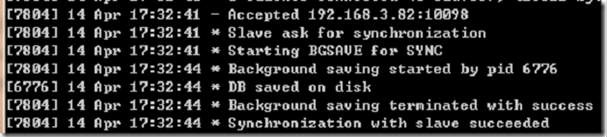 [7804] 14 Apr 17:32:41 - Accepted 192.168.3.82:10098
[7804] 14 Apr 17:32:41 * Slave ask for synchronization
[7804] 14 Apr 17:32:41 * Starting BGSAVE for SYNC
[7804] 14 Apr 17:32:44 * Background saving started by pid 6776
[6776] 14 Apr 17:32:44 * DB saved on disk
[7804] 14 Apr 17:32:44 * Background saving terminated with success
[7804] 14 Apr 17:32:44 * Synchronization with slave succeeded